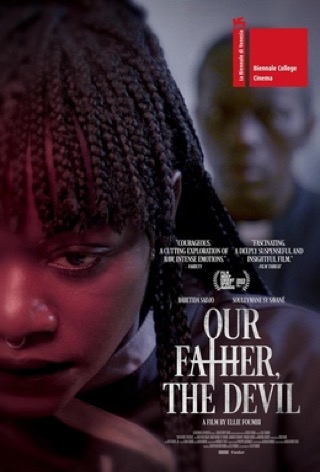 la Biennale di Venezia
Biennale College
Cinema
"COURAGEOUS,
A CUTTING EXPLORATION OF
RAW, INTENSE EMOTIONS."
VARIETY
"FASCINATING,
A DEEPLY SUSPENSEFUL AND
INSIGHTFUL FILM."
FILM THREAT
BABETIDA SADJO
SOULEYMANE SY SAVANE
OUR
FATHER,
THE DEVIL
A FILM BY ELLIE FOUMBI